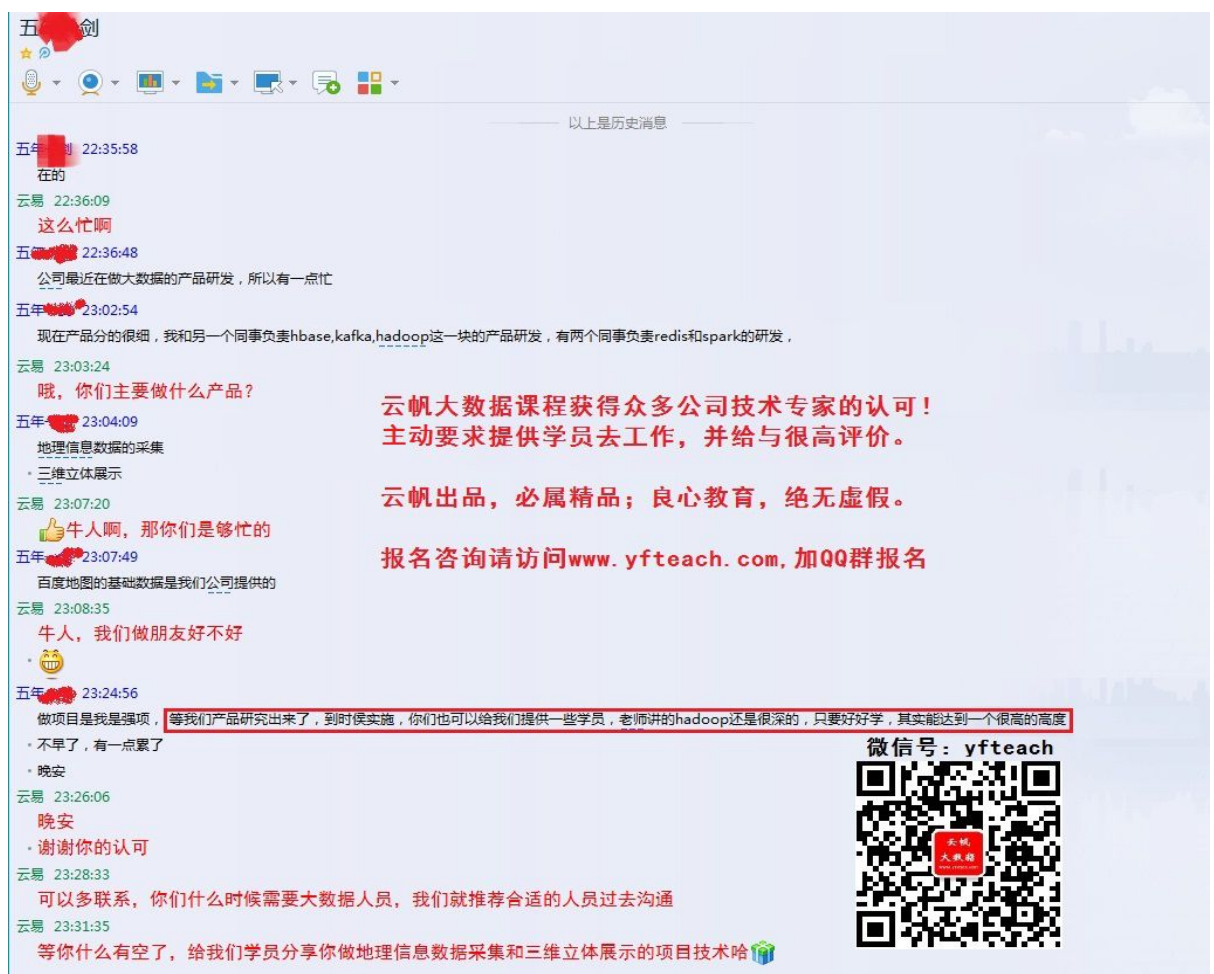 五 剑
以上是历史消息
五年 剑 22:35:58
在的
云易 22:36:09
这么忙啊
五年 22:36:48
公司最近在做大数据的产品研发，所以有一点忙
五年 23:02:54
现在产品分的很细，我和另一个同事负责hbase,kafka,hadoop这一块的产品研发，有两个同事负责redis和spark的研发，
云易 23:03:24
哦，你们主要做什么产品？
云帆大数据课程获得众多公司技术专家的认可！
主动要求提供学员去工作，并给与很高评价。
五年 23:04:09
地理信息数据的采集
三维立体展示
云帆出品，必属精品；良心教育，绝无虚假。
云易 23:07:20
牛人啊，那你们是够忙的
五年 23:07:49
报名咨询请访问www.yfteach.com,加QQ群报名
百度地图的基础数据是我们公司提供的
云易 23:08:35
牛人，我们做朋友好不好
五年 23:24:56
做项目是我是强项，等我们产品研究出来了，到时侯实施，你们也可以给我们提供一些学员，老师讲的hadoop还是很深的，只要好好学，其实能达到一个很高的高度
不早了，有一点累了
微信号：yfteach
晚安
云易 23:26:06
晚安
谢谢你的认可
云帆
大数据
云易 23:28:33
可以多联系，你们什么时候需要大数据人员，我们就推荐合适的人员过去沟通
云易 23:31:35
等你什么有空了，给我们学员分享你做地理信息数据采集和三维立体展示的项目技术哈